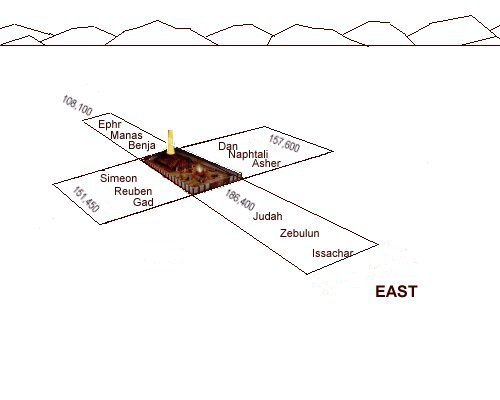 108,100
Ephr
Manas
Benja
Dan
Naphtali
Asher
157,600
Simeon
Reuben
Gad
151,450
186,400
Judah
Zebulun
Issachar
EAST